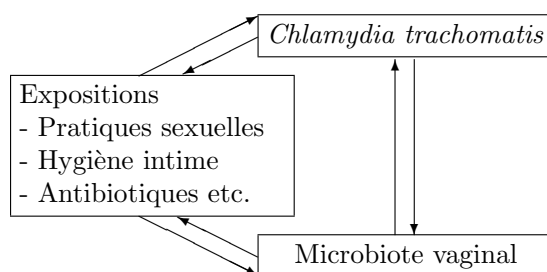 Chlamydia trachomatis
Expositions
- Pratiques sexuelles
- Hygiène intime
- Antibiotiques etc.
Microbiote vaginal